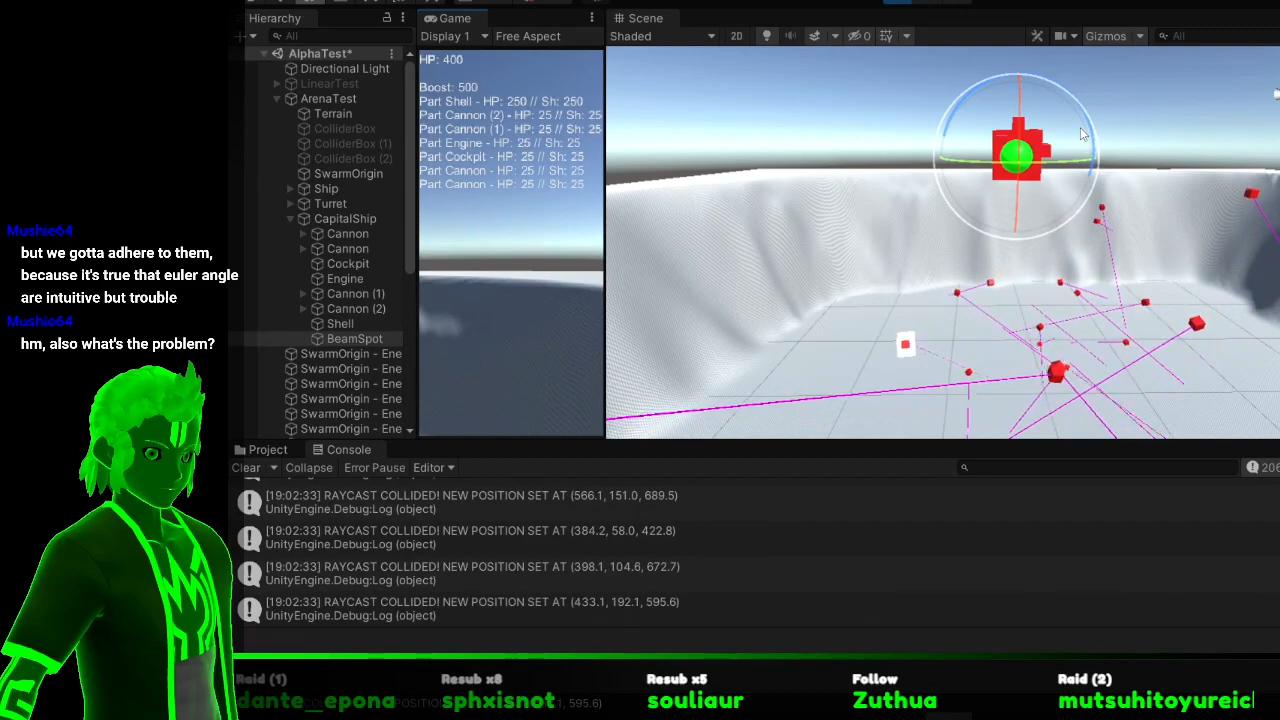 Hierarchy
Game
Scene
All
Display 1
Free Aspect
Shaded
2D
0
Gizmos
All
AlphaTest*
Directional Light
LinearTest
ArenaTest
Terrain
ColliderBox
ColliderBox (1)
ColliderBox (2)
SwarmOrigin
Ship
Turret
CapitalShip
Cannon
Cannon
Cockpit
Engine
Cannon (1)
Cannon (2)
Shell
BeamSpot
SwarmOrigin - Ene
SwarmOrigin - Ene
SwarmOrigin - Ene
SwarmOrigin - Ene
SwarmOrigin - Ene
SwarmOrigin - Ene
HP: 400
Boost: 500
Part Shell - HP: 250 // Sh: 250
Part Cannon (2) - HP: 25 // Sh: 25
Part Cannon (1) - HP: 25 // Sh: 25
Part Engine - HP: 25 // Sh: 25
Part Cockpit - HP: 25 // Sh: 25
Part Cannon - HP: 25 // Sh: 25
Part Cannon - HP: 25 // Sh: 25
Mushie64
but we gotta adhere to them,
because it's true that euler angle
are intuitive but trouble
Mushie64
hm, also what's the problem?
Project
Console
Clear
Collapse
Error Pause
Editor
206
[19:02:33] RAYCAST COLLIDED! NEW POSITION SET AT (566.1, 151.0, 689.5)
UnityEngine.Debug:Log (object)
[19:02:33] RAYCAST COLLIDED! NEW POSITION SET AT (384.2, 58.0, 422.8)
UnityEngine.Debug:Log (object)
[19:02:33] RAYCAST COLLIDED! NEW POSITION SET AT (398.1, 104.6, 672.7)
UnityEngine.Debug:Log (object)
[19:02:33] RAYCAST COLLIDED! NEW POSITION SET AT (433.1, 192.1, 595.6)
UnityEngine.Debug:Log (object)
Raid (1)
dante_epona
Resub x8
sphxisnot
Resub x5
souliaur
Follow
Zuthua
Raid (2)
mutsuhitoyureic
595.6)